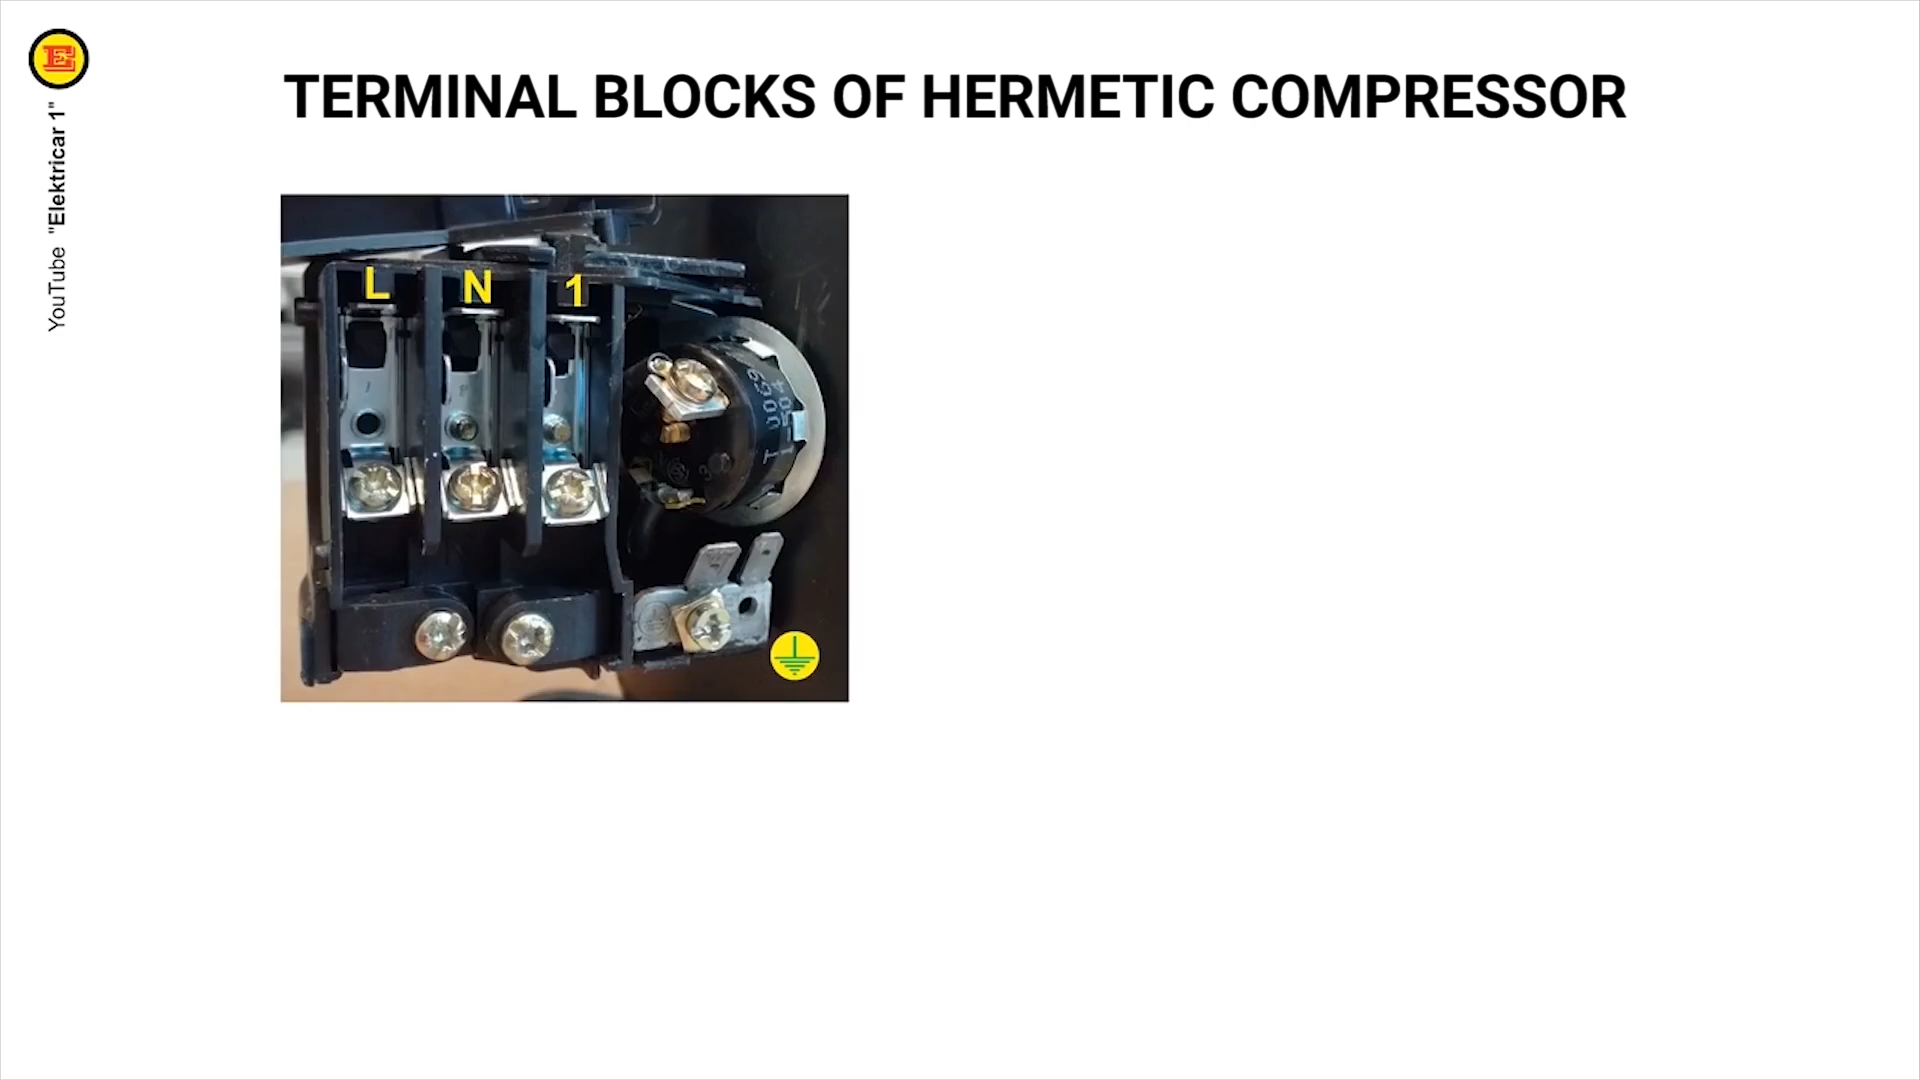 TERMINAL BLOCKS OF HERMETIC COMPRESSOR
YouTube "Elektricar 1"
L N 1